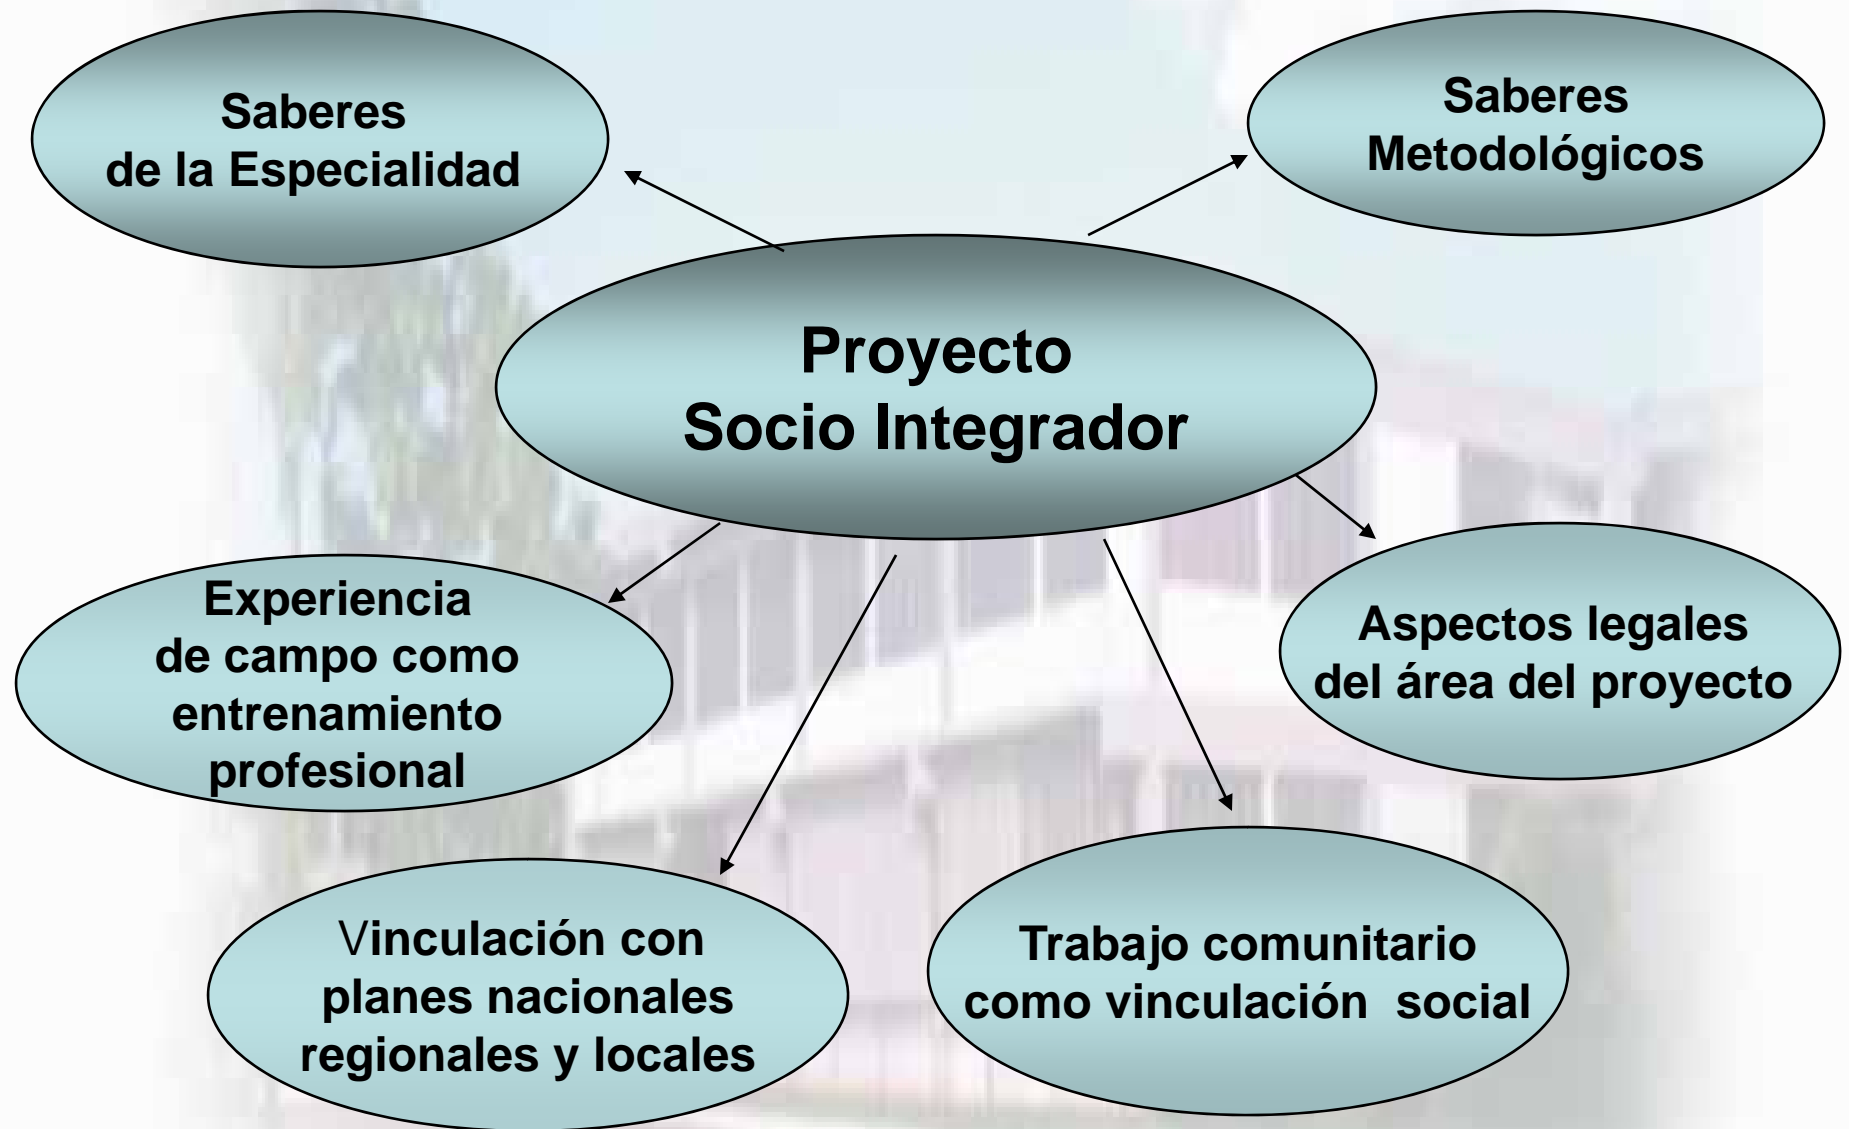 Saberes
de la Especialidad
Saberes
Metodológicos
Proyecto
Socio Integrador
Experiencia
de campo como
entrenamiento
profesional
Aspectos legales
del área del proyecto
Vinculación con
planes nacionales
regionales y locales
Trabajo comunitario
como vinculación  social